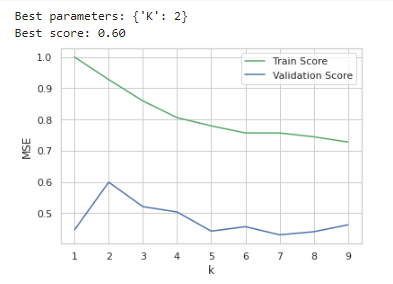 Best parameters: {'K': 2}
Best score: 0.60
1.0
0.9
0.8
0.7
0.6
0.5
MSE
Train Score
Validation Score
1 2 3 4 5 6 7 8 9
k